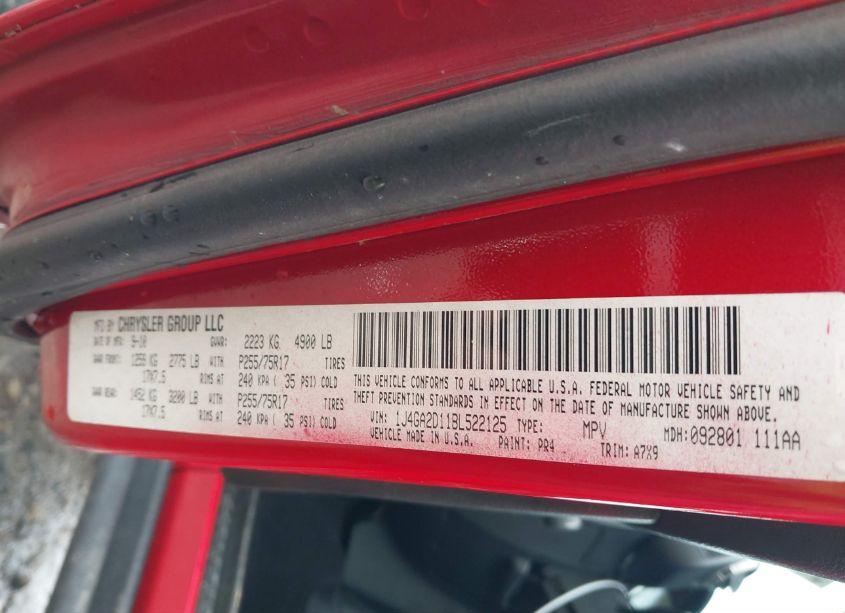 MFD BY CHRYSLER GROUP LLC
DATE OF MFR: 9-10 GVWR: 2223 KG 4900 LB
GAWR FRONT: 1259 KG 2775 LB WITH P255/75R17 TIRES
17X7.5 RIMS AT 240 KPA ( 35 PSI) COLD
GAWR REAR: 1452 KG 3200 LB WITH P255/75R17 TIRES
17X7.5 RIMS AT 240 KPA ( 35 PSI) COLD
THIS VEHICLE CONFORMS TO ALL APPLICABLE U.S.A. FEDERAL MOTOR VEHICLE SAFETY AND
THEFT PREVENTION STANDARDS IN EFFECT ON THE DATE OF MANUFACTURE SHOWN ABOVE.
VIN: 1J4GA2D11BL522125 TYPE: MPV MDH: 092801 111AA
VEHICLE MADE IN U.S.A. PAINT: PR4 TRIM: A7X9